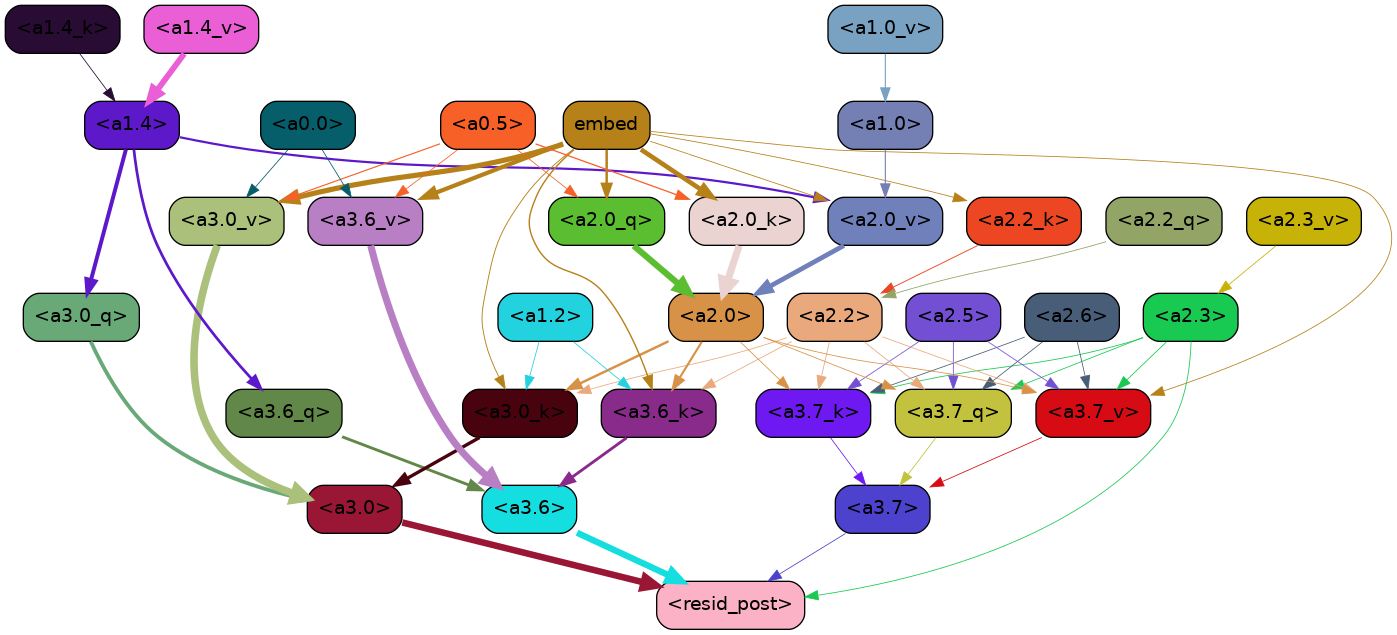 <a1.4_k>
<a1.4_v>
<a1.0_v>
<a1.4>
<a0.0>
<a0.5>
embed
<a1.0>
<a3.0_v>
<a3.6_v>
<a2.0_q>
<a2.0_k>
<a2.0_v>
<a2.2_k>
<a2.2_q>
<a2.3_v>
<a3.0_q>
<a1.2>
<a2.0>
<a2.2>
<a2.5>
<a2.6>
<a2.3>
<a3.6_q>
<a3.0_k>
<a3.6_k>
<a3.7_k>
<a3.7_q>
<a3.7_v>
<a3.0>
<a3.6>
<a3.7>
<resid_post>